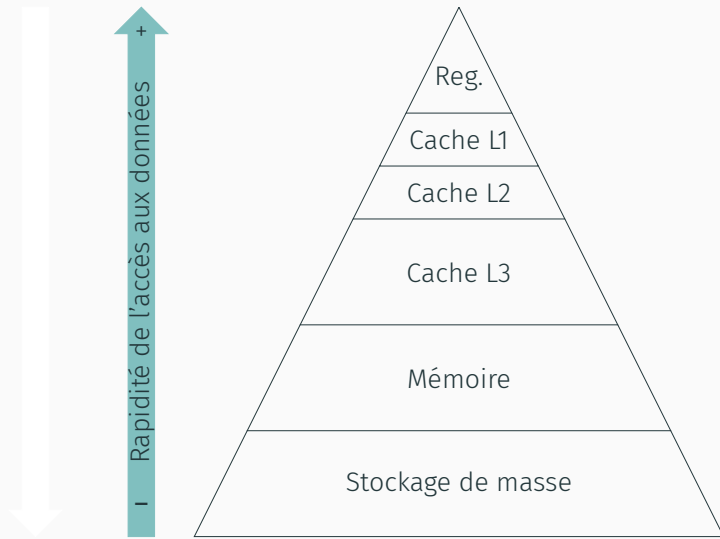 +
Rapidité de l'accès aux données
−
Reg.
Cache L1
Cache L2
Cache L3
Mémoire
Stockage de masse